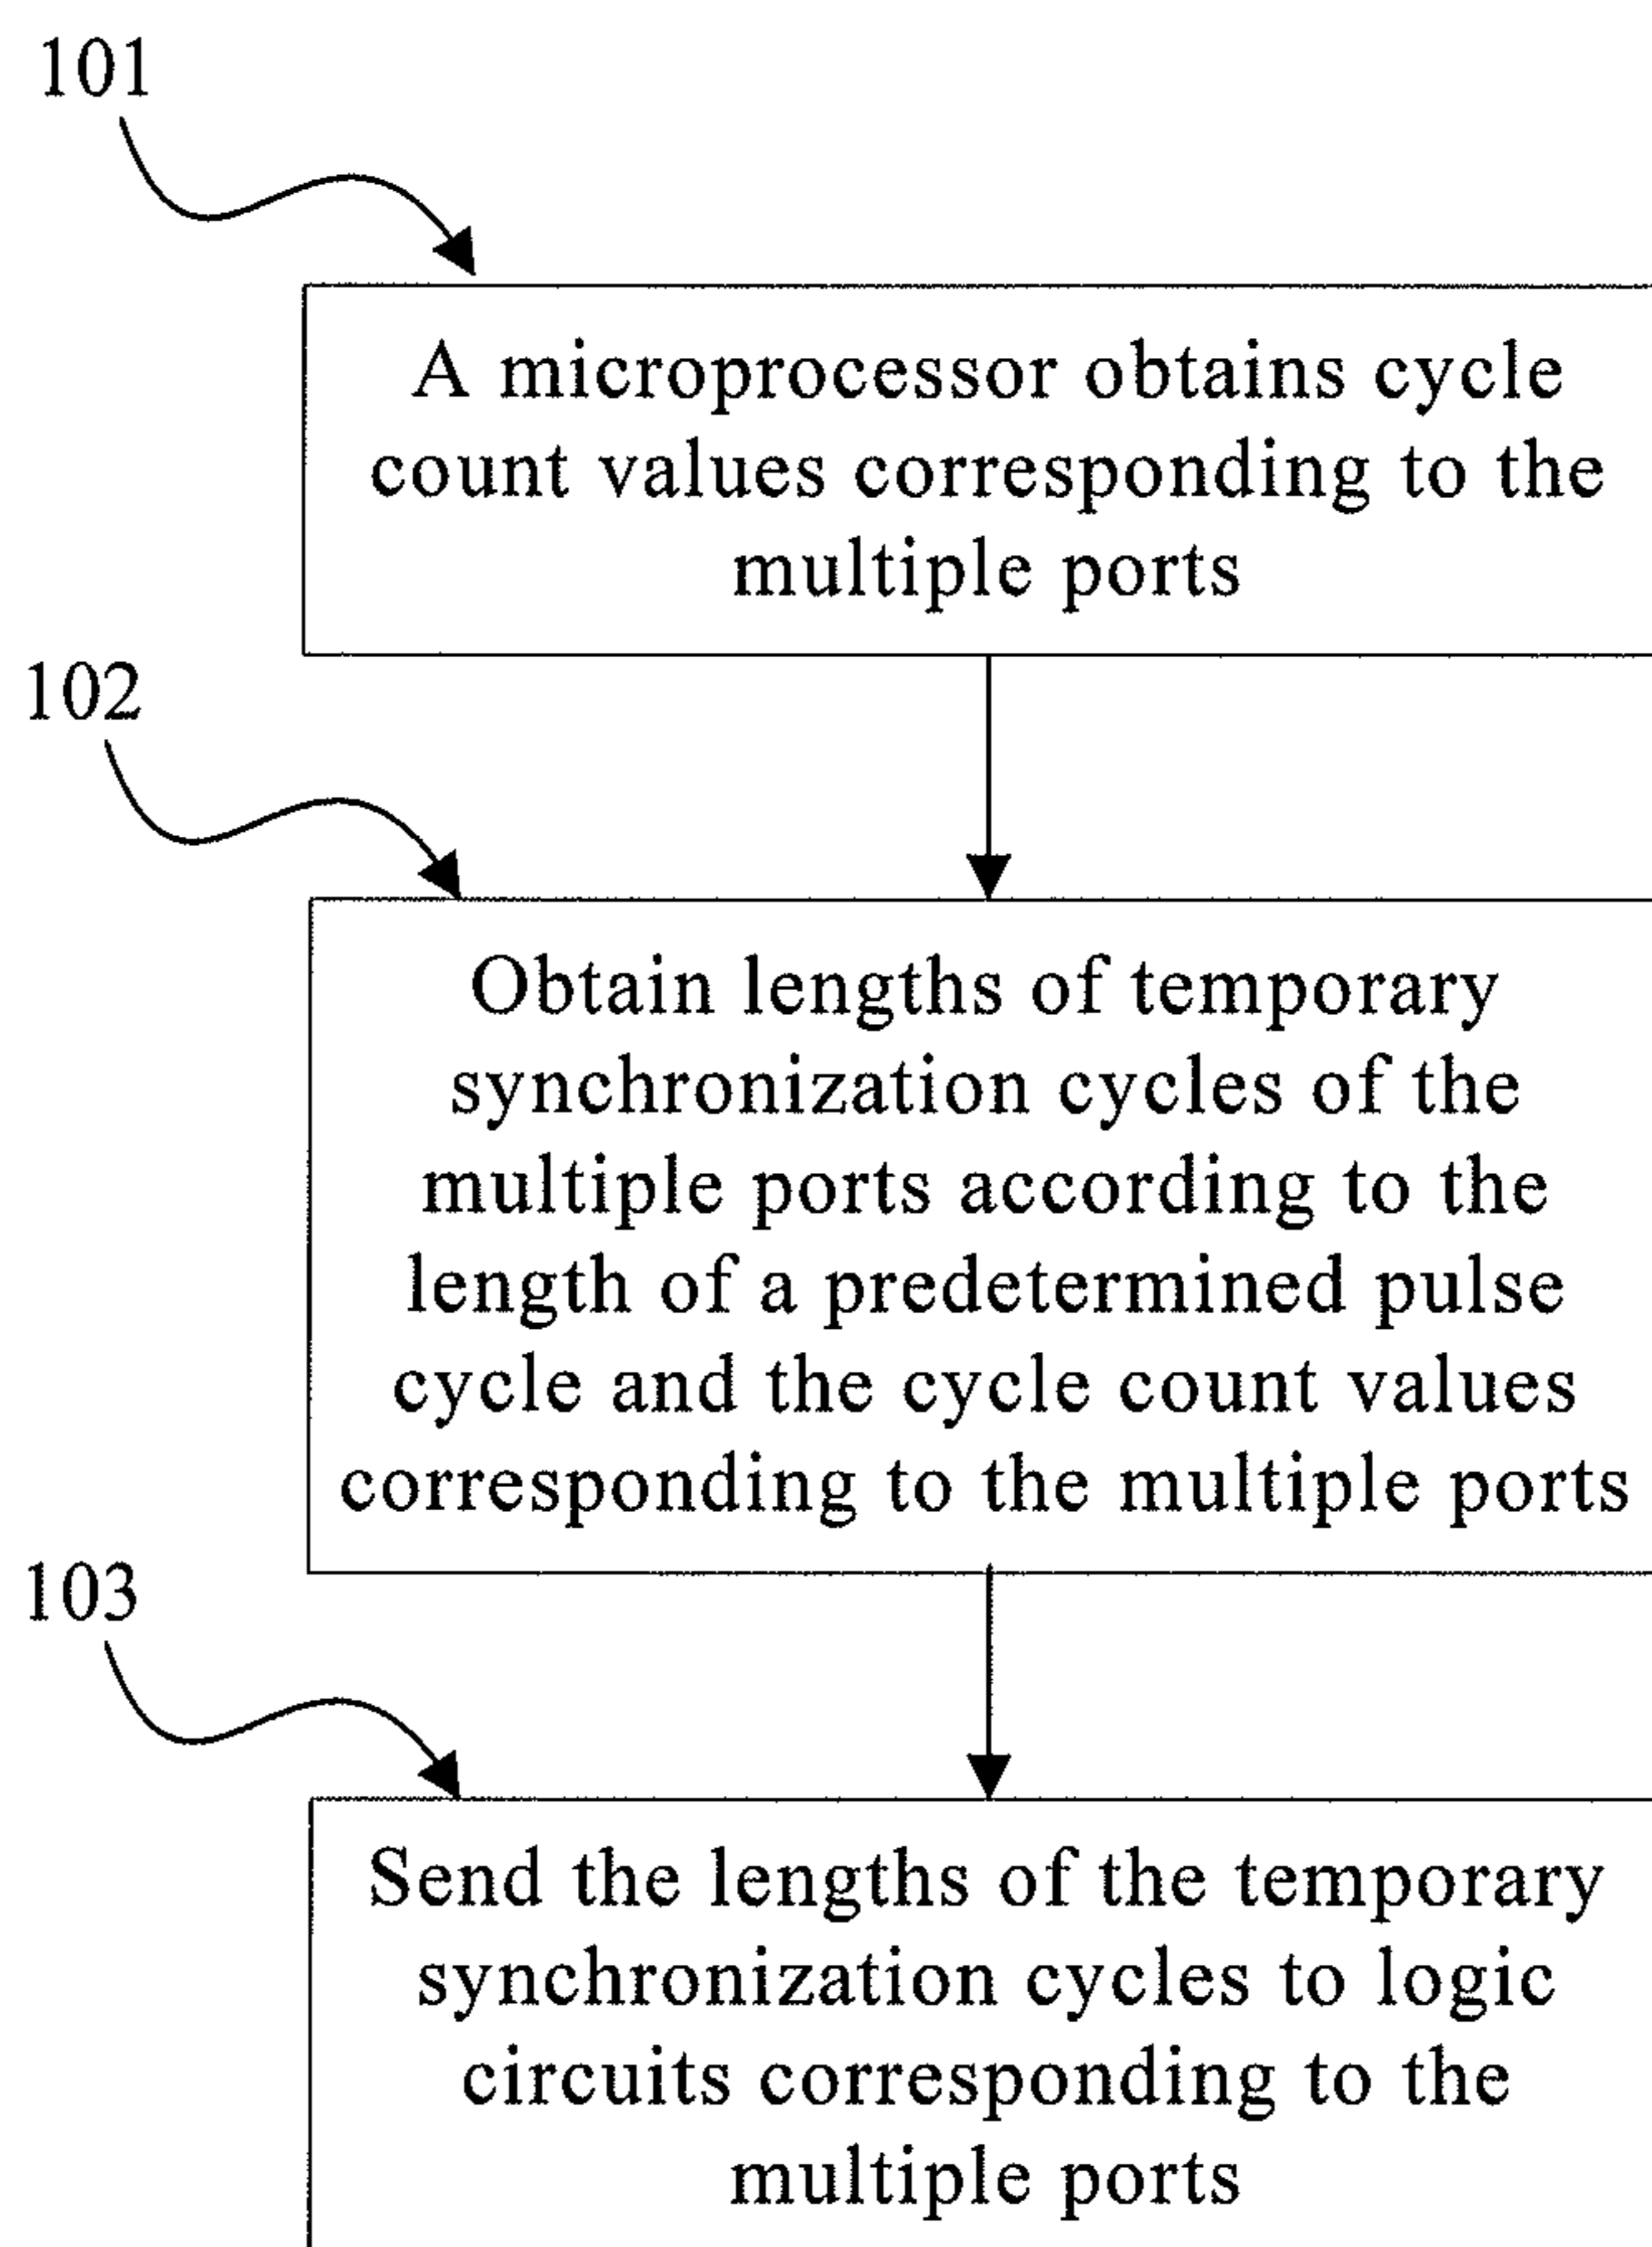 101
A microprocessor obtains cycle
count values corresponding to the
multiple ports
102
Obtain lengths of temporary
synchronization cycles of the
multiple ports according to the
length of a predetermined pulse
cycle and the cycle count values
corresponding to the multiple ports
103
Send the lengths of the temporary
synchronization cycles to logic
circuits corresponding to the
multiple ports